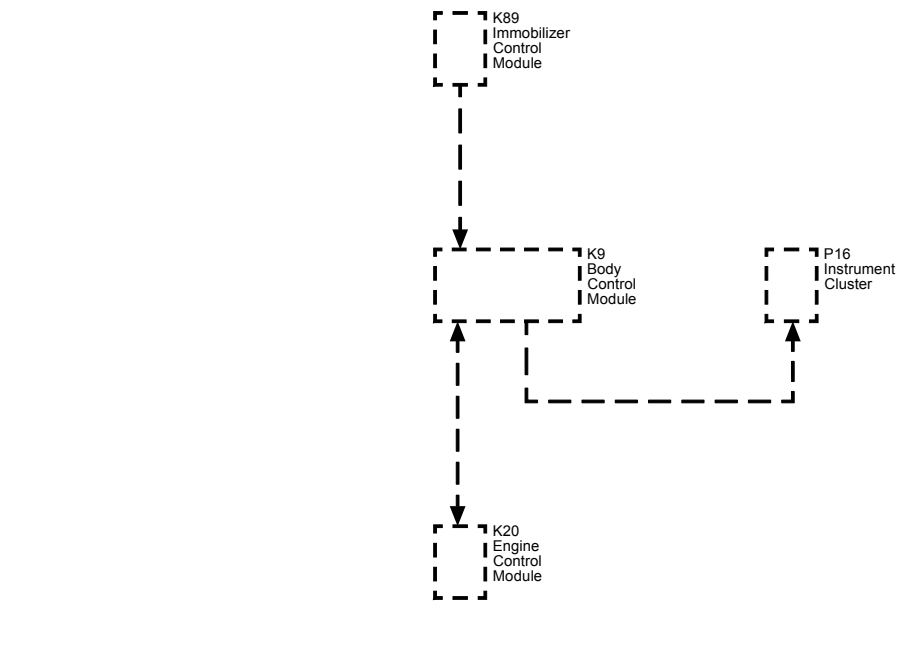 K89
Immobilizer
Control
Module
K9
Body
Control
Module
P16
Instrument
Cluster
K20
Engine
Control
Module